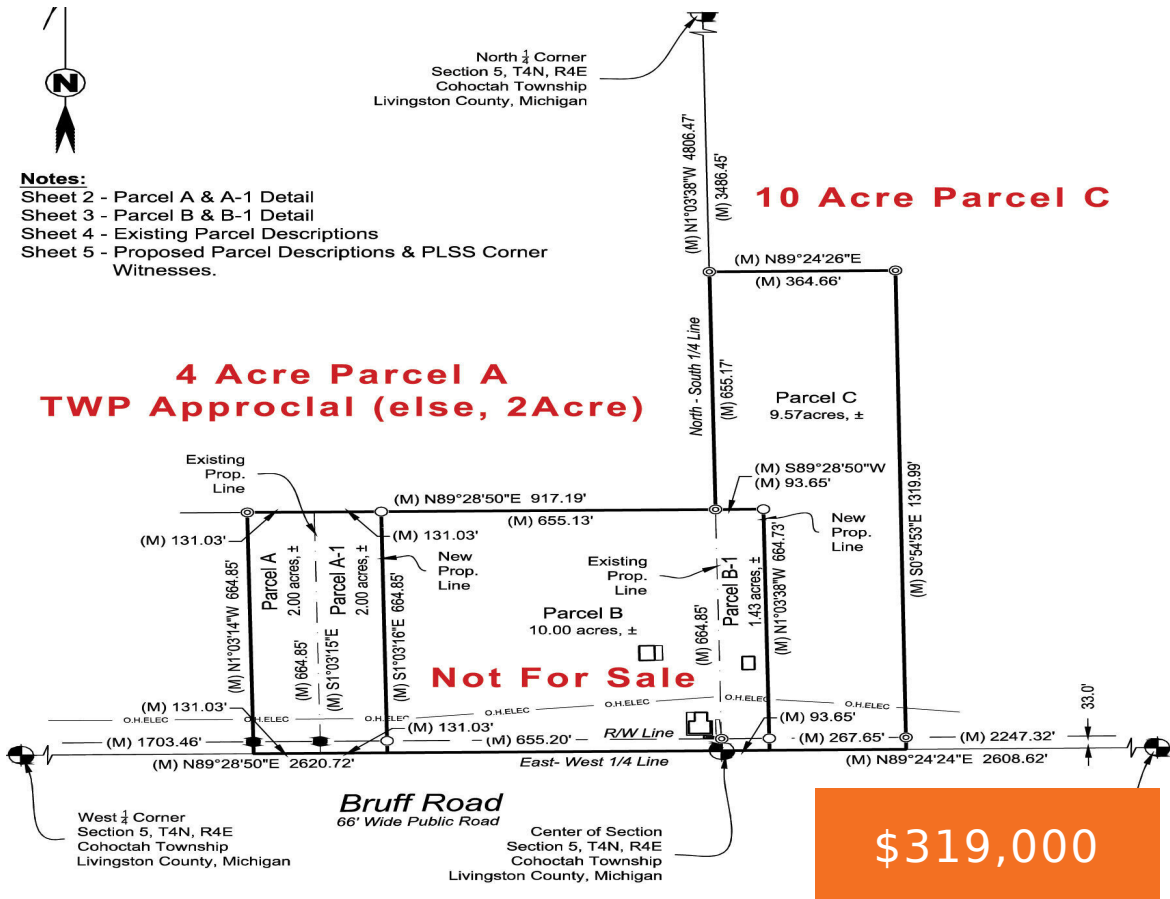 North 1/4 Corner
Section 5, T4N, R4E
Cohoctah Township
Livingston County, Michigan
N
Notes:
Sheet 2 - Parcel A & A-1 Detail
Sheet 3 - Parcel B & B-1 Detail
Sheet 4 - Existing Parcel Descriptions
Sheet 5 - Proposed Parcel Descriptions & PLSS Corner
Witnesses.
(M) N1°03'38"W 4806.47'
(M) 3486.45'
10 Acre Parcel C
(M) N89°24'26"E
(M) 364.66'
North - South 1/4 Line
(M) 655.17'
4 Acre Parcel A
TWP Approclal (else, 2Acre)
Parcel C
9.57acres, ±
Existing
Prop.
Line
(M) S89°28'50"W
(M) 93.65'
(M) N89°28'50"E 917.19'
(M) 655.13'
(M) 131.03'
(M) 131.03'
New
Prop.
Line
New
Prop.
Line
(M) S0°54'53"E 1319.99'
(M) N1°03'14"W 664.85'
Parcel A
2.00 acres, ±
Parcel A-1
2.00 acres, ±
(M) 664.85'
(M) S1°03'15"E
(M) S1°03'16"E 664.85'
Existing
Prop.
Line
Parcel B
10.00 acres, ±
(M) 664.85'
Parcel B-1
1.43 acres, ±
(M) N1°03'38"W 664.73'
Not For Sale
(M) 131.03'
O.H.ELEC
O.H.ELEC
O.H.ELEC
O.H.ELEC
O.H.ELEC
O.H.ELEC
(M) 131.03'
(M) 93.65'
33.0'
(M) 1703.46'
(M) 655.20'
R/W Line
(M) 267.65'
(M) 2247.32'
(M) N89°28'50"E 2620.72'
East- West 1/4 Line
(M) N89°24'24"E 2608.62'
Bruff Road
66' Wide Public Road
West 1/4 Corner
Section 5, T4N, R4E
Cohoctah Township
Livingston County, Michigan
Center of Section
Section 5, T4N, R4E
Cohoctah Township
Livingston County, Michigan
$319,000